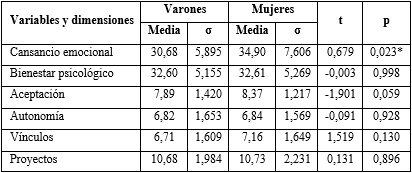 Variables y dimensiones Varones Mujeres t p
Media σ Media σ
Cansancio emocional 30,68 5,895 34,90 7,606 0,679 0,023*
Bienestar psicológico 32,60 5,155 32,61 5,269 -0,003 0,998
Aceptación 7,89 1,420 8,37 1,217 -1,901 0,059
Autonomía 6,82 1,653 6,84 1,569 -0,091 0,928
Vínculos 6,71 1,609 7,16 1,649 1,519 0,130
Proyectos 10,68 1,984 10,73 2,231 0,131 0,896